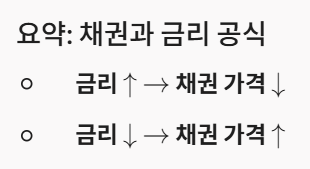 요약: 채권과 금리 공식
○ 금리 ↑ → 채권 가격 ↓
○ 금리 ↓ → 채권 가격 ↑